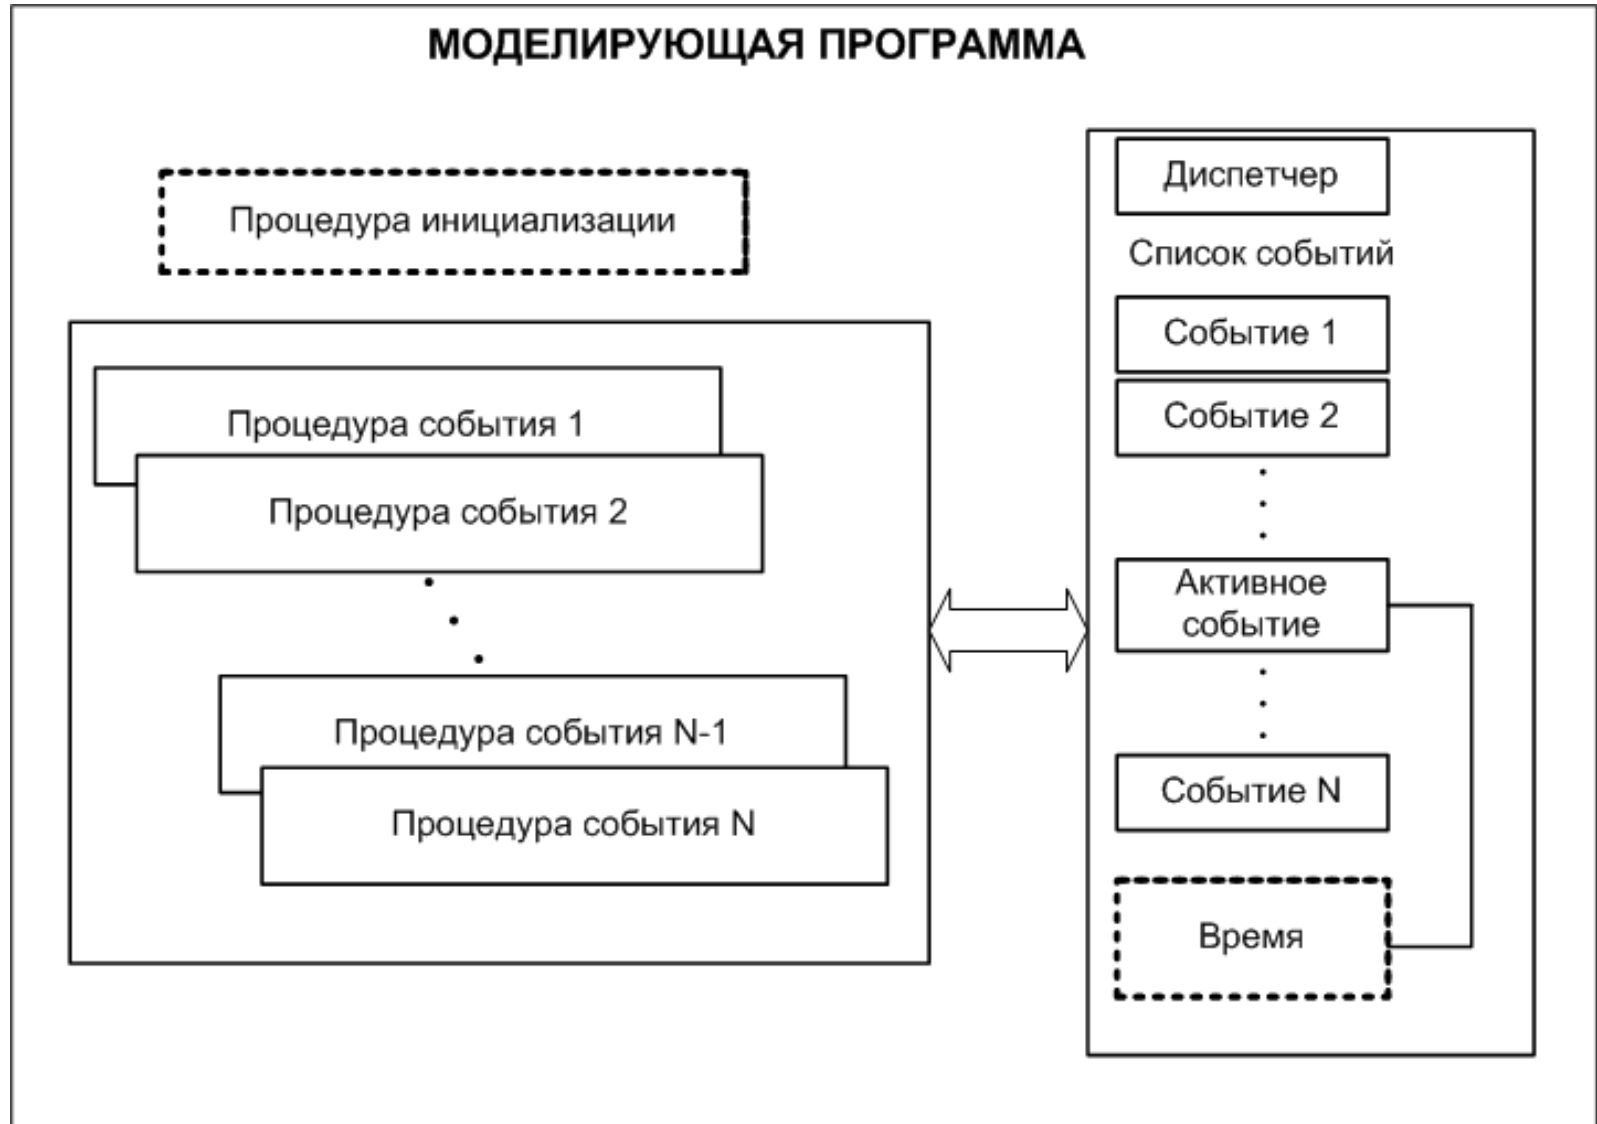 МОДЕЛИРУЮЩАЯ ПРОГРАММА
Процедура инициализации
Процедура события 1
Процедура события 2
Процедура события N-1
Процедура события N
Диспетчер
Список событий
Событие 1
Событие 2
Активное
событие
Событие N
Время